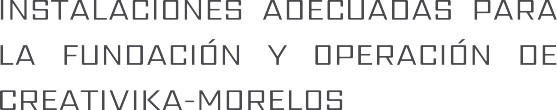 INSTALACIONES ADECUADAS PARA
LA FUNDACIÓN Y OPERACIÓN DE
CREATIVIKA-MORELOS